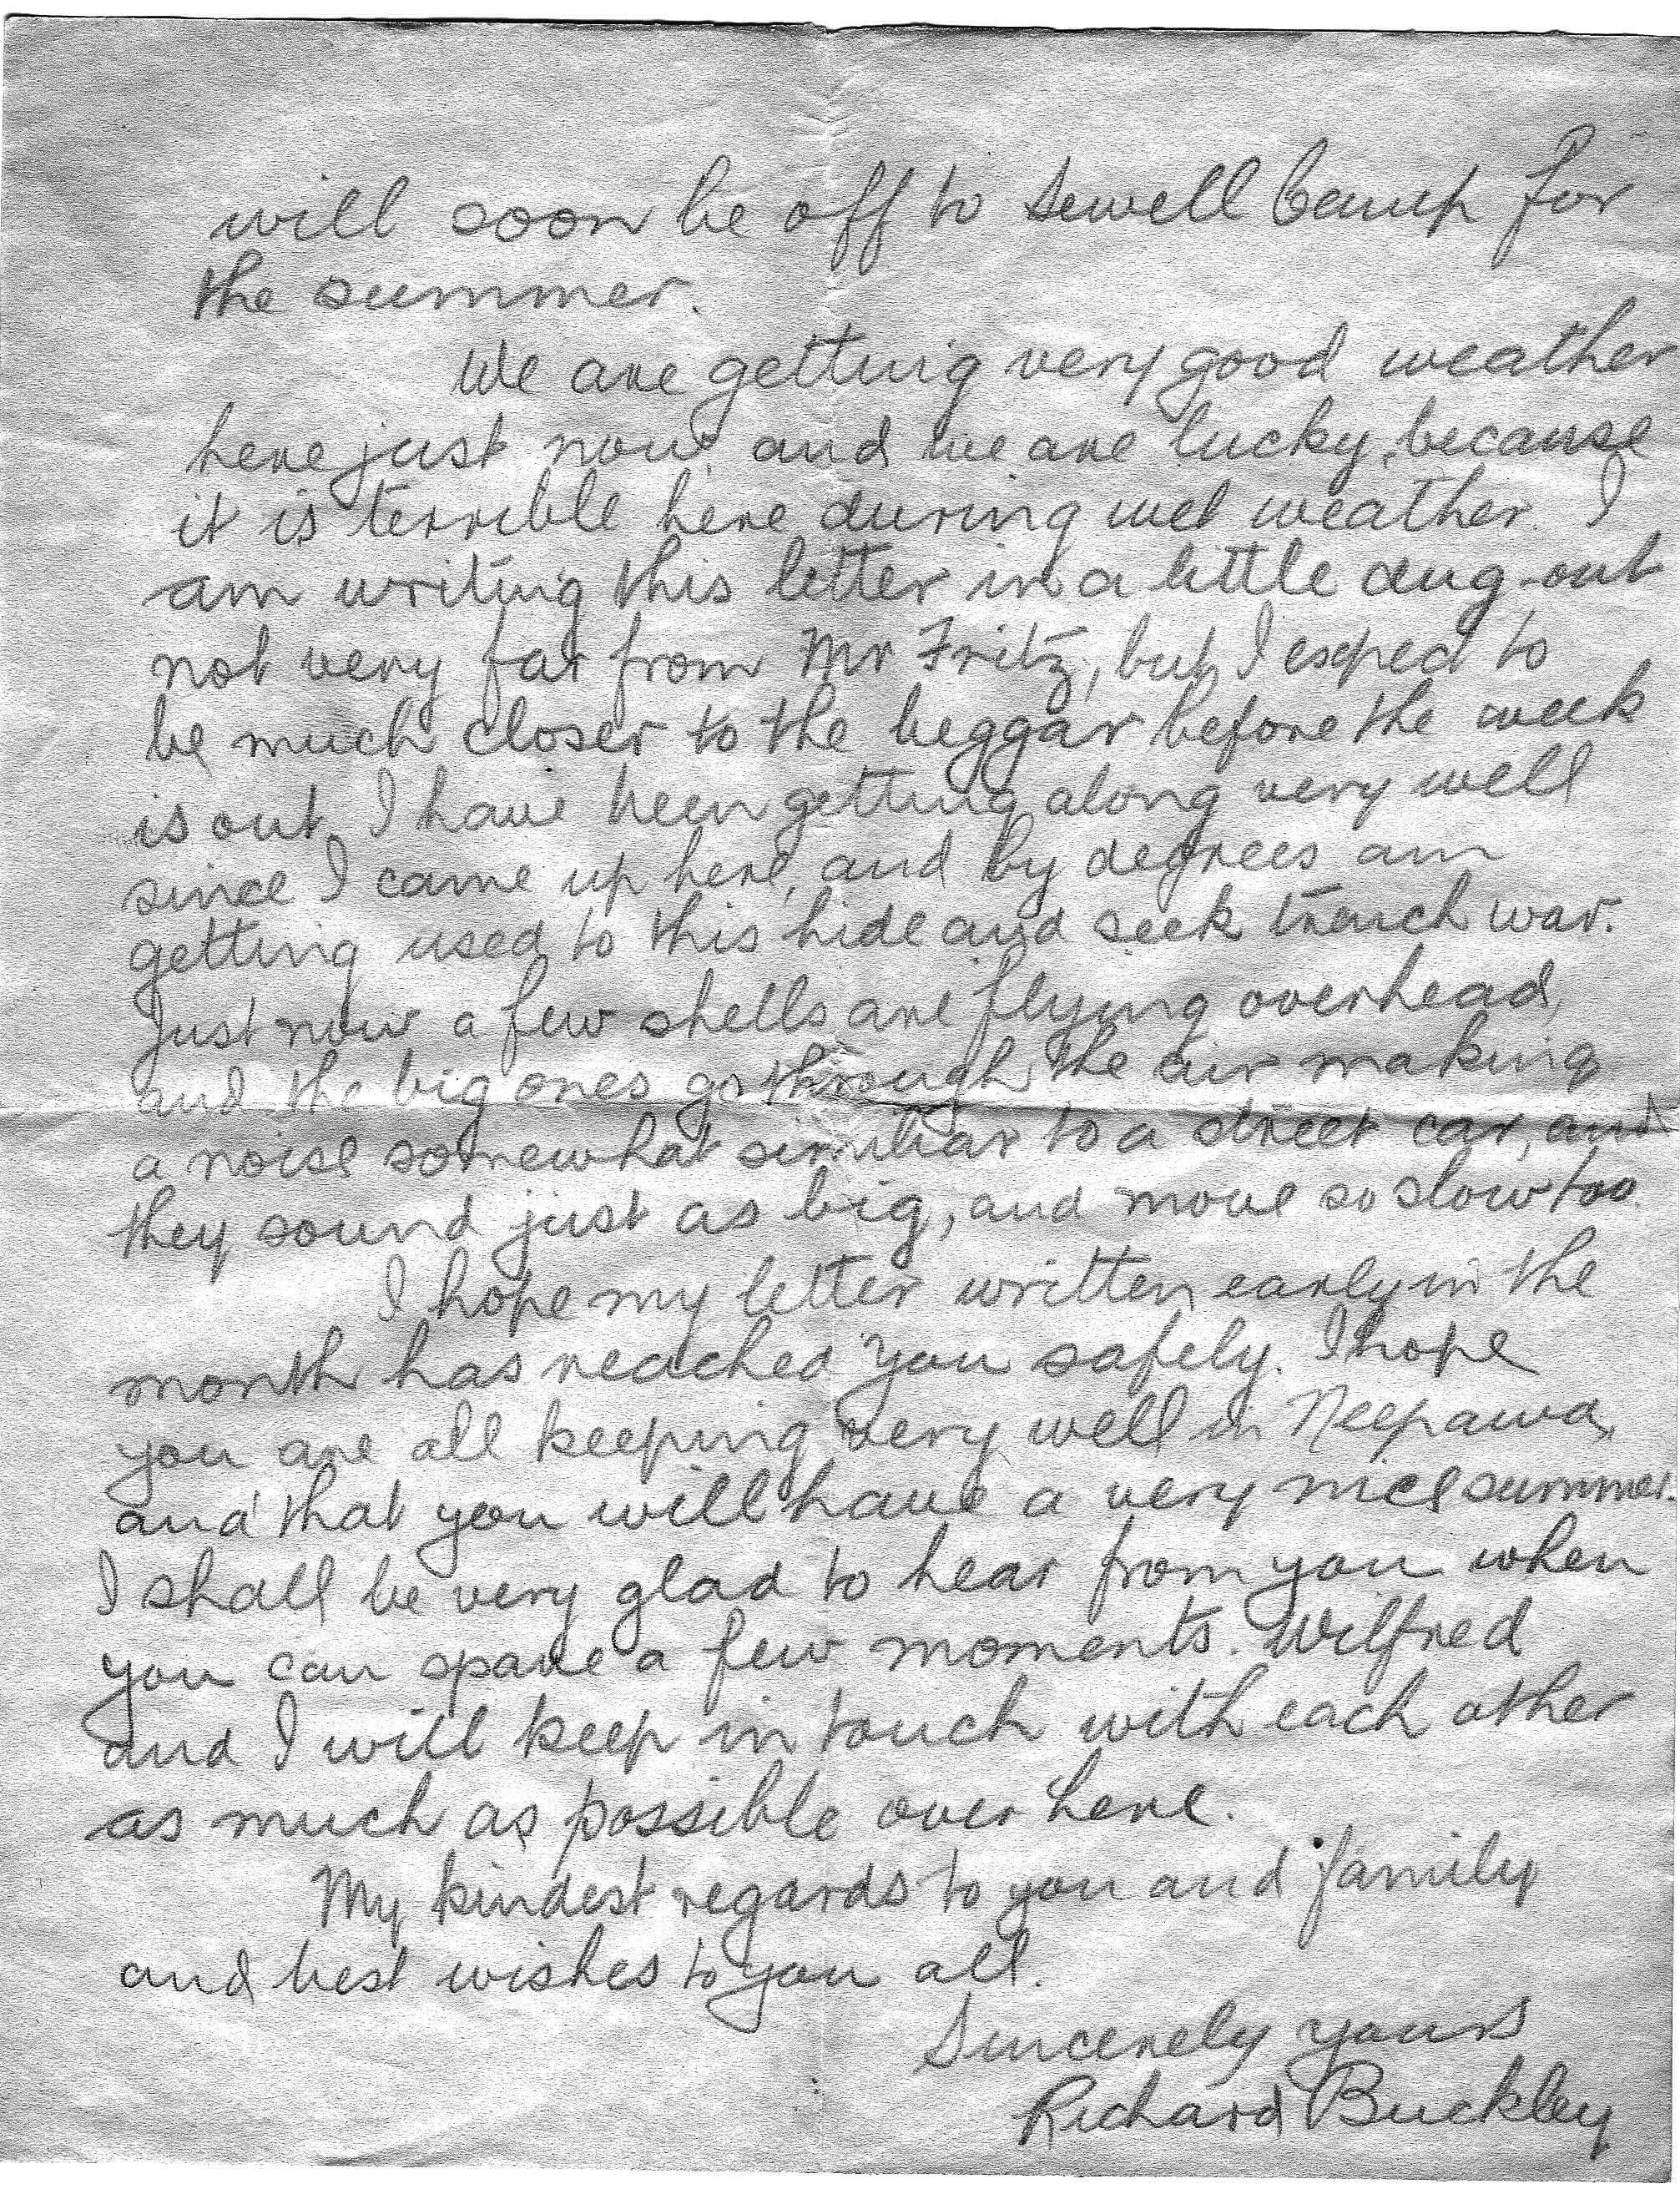 will soon be off to Sewell Camp for
the summer.
We are getting very good weather
here just now, and we are lucky, because
it is terrible here during wet weather. I
am writing this letter in a little dug-out
not very far from Mr Fritz, but I expect to
be much closer to the beggar before the week
is out. I have been getting along very well
since I came up here, and by degrees am
getting used to this hide and seek trench war.
Just now a few shells are flying overhead,
and the big ones go through the air making
a noise somewhat similiar to a street car, and
they sound just as big, and move so slow too.
I hope my letter written early in the
month has reached you safely. I hope
you are all keeping very well in Neepawa,
and that you will have a very nice summer.
I shall be very glad to hear from you when
you can spare a few moments. Wilfred
and I will keep in touch with each other
as much as possible over here.
My kindest regards to you and family
and best wishes to you all.
Sincerely yours
Richard Buckley